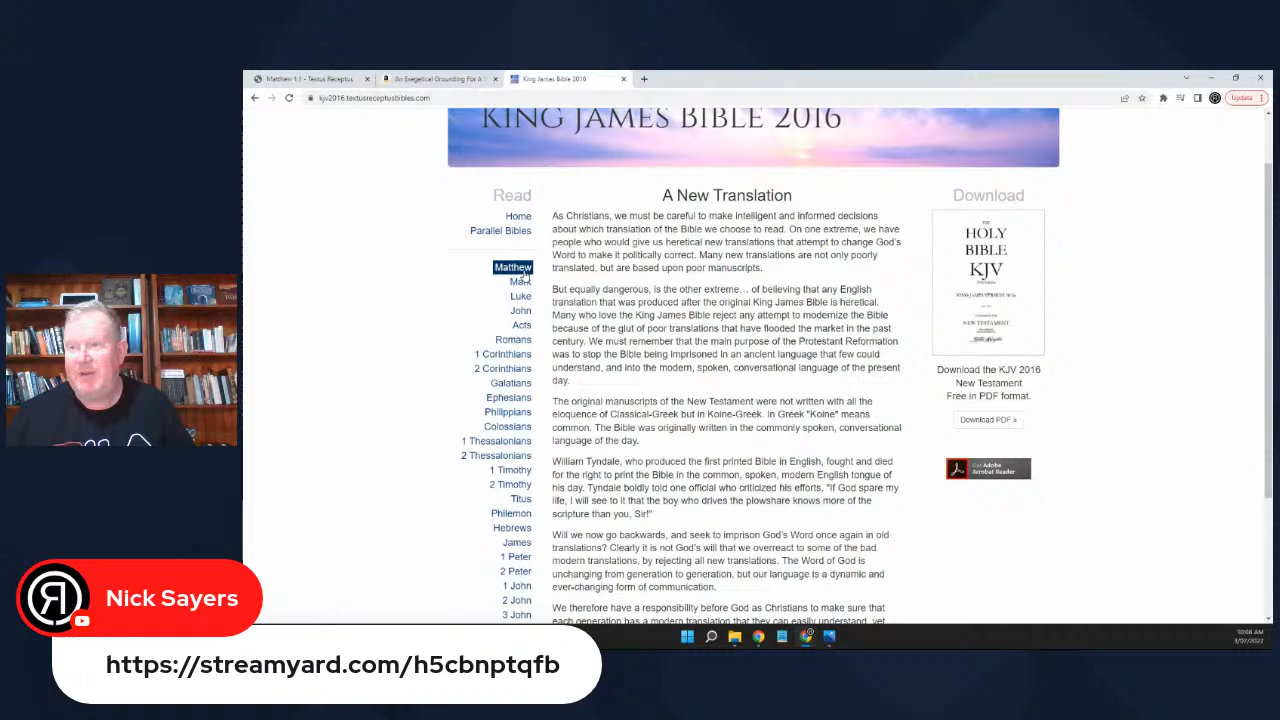 Matthew 1:1 - Textus Receptus
An Exegetical Grounding For A S
King James Bible 2016
kjv2016.textusreceptusbibles.com
Update
KING JAMES BIBLE 2016
Read
Home
Parallel Bibles
Matthew
Mark
Luke
John
Acts
Romans
1 Corinthians
2 Corinthians
Galatians
Ephesians
Philippians
Colossians
1 Thessalonians
2 Thessalonians
1 Timothy
2 Timothy
Titus
Philemon
Hebrews
James
1 Peter
2 Peter
1 John
2 John
3 John
A New Translation
As Christians, we must be careful to make intelligent and informed decisions
about which translation of the Bible we choose to read. On one extreme, we have
people who would give us heretical new translations that attempt to change God's
Word to make it politically correct. Many new translations are not only poorly
translated, but are based upon poor manuscripts.
But equally dangerous, is the other extreme... of believing that any English
translation that was produced after the original King James Bible is heretical.
Many who love the King James Bible reject any attempt to modernize the Bible
because of the glut of poor translations that have flooded the market in the past
century. We must remember that the main purpose of the Protestant Reformation
was to stop the Bible being imprisoned in an ancient language that few could
understand, and into the modern, spoken, conversational language of the present
day.
The original manuscripts of the New Testament were not written with all the
eloquence of Classical-Greek but in Koine-Greek. In Greek "Koine" means
common. The Bible was originally written in the commonly spoken, conversational
language of the day.
William Tyndale, who produced the first printed Bible in English, fought and died
for the right to print the Bible in the common, spoken, modern English tongue of
his day. Tyndale boldly told one official who criticized his efforts, "If God spare my
life, I will see to it that the boy who drives the plowshare knows more of the
scripture than you, Sir!"
Will we now go backwards, and seek to imprison God's Word once again in old
translations? Clearly it is not God's will that we overreact to some of the bad
modern translations, by rejecting all new translations. The Word of God is
unchanging from generation to generation, but our language is a dynamic and
ever-changing form of communication.
We therefore have a responsibility before God as Christians to make sure that
each generation has a modern translation that they can easily understand, yet
Download
THE
HOLY
BIBLE
KJV
NEW TESTAMENT
Download the KJV 2016
New Testament
Free in PDF format.
Download PDF »
Get Adobe
Acrobat Reader
10:08 AM
3/07/2022
Nick Sayers
https://streamyard.com/h5cbnptqfb